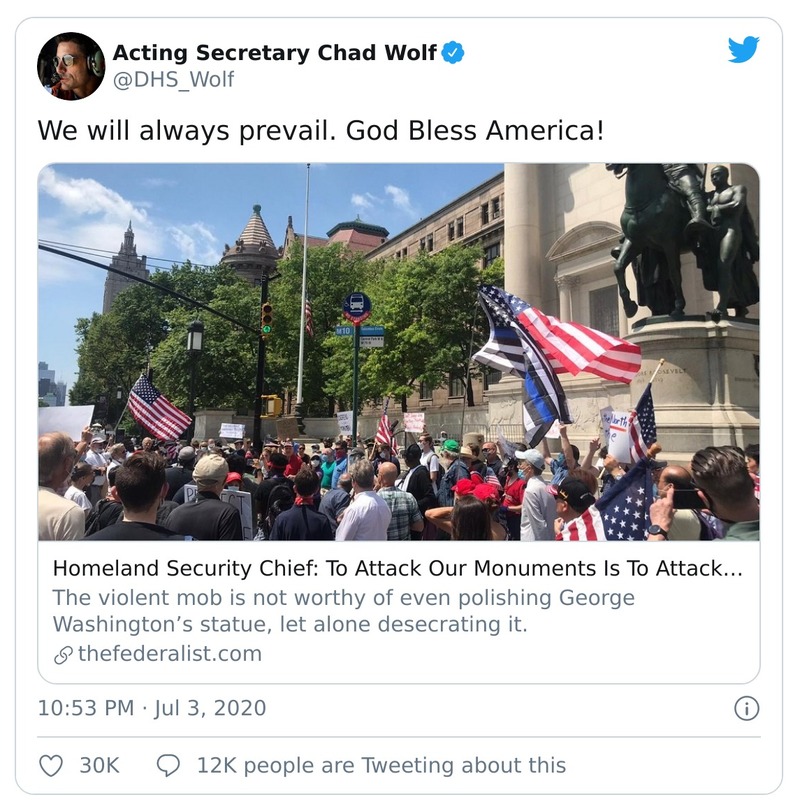 Acting Secretary Chad Wolf
@DHS_Wolf
We will always prevail. God Bless America!
M10
ROOSEVELT
Homeland Security Chief: To Attack Our Monuments Is To Attack...
The violent mob is not worthy of even polishing George
Washington’s statue, let alone desecrating it.
thefederalist.com
10:53 PM · Jul 3, 2020
30K
12K people are Tweeting about this